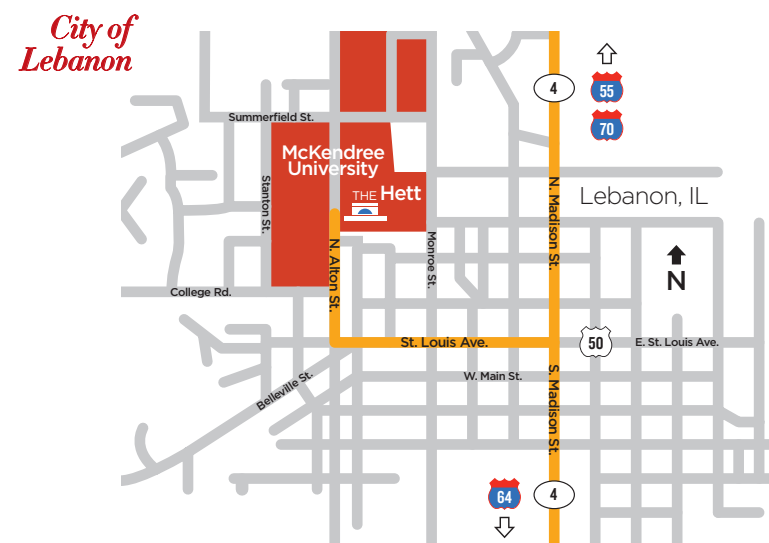 City of
Lebanon
4
55
70
Summerfield St.
McKendree
University
THE Hett
Stanton St.
N. Madison St.
Lebanon, IL
N. Alton St.
Monroe St.
N
College Rd.
St. Louis Ave.
50
E. St. Louis Ave.
W. Main St.
Belleville St.
S. Madison St.
64
4